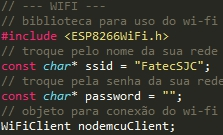 // --- WIFI ---
// biblioteca para uso do wi-fi
#include <ESP8266WiFi.h>
// troque pelo nome da sua rede
const char* ssid = "FatecSJC";
// troque pela senha da sua rede
const char* password = "";
// objeto para conexão do wi-fi
WiFiClient nodemcuClient;